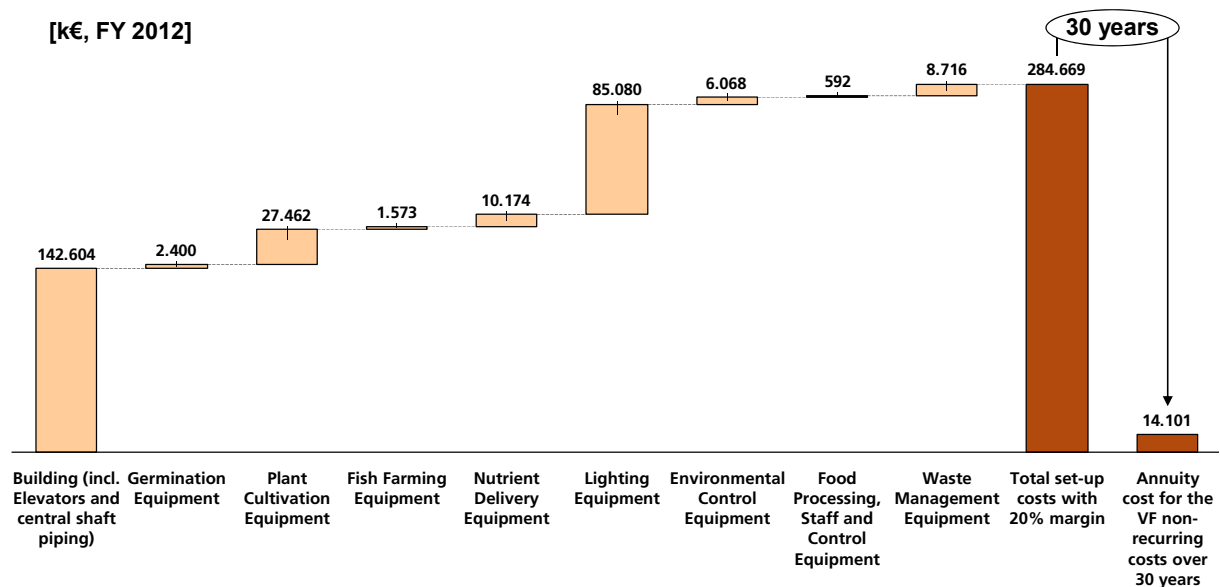 [k€, FY 2012]
30 years
142.604
2.400
27.462
1.573
10.174
85.080
6.068
592
8.716
284.669
14.101
Building (incl.
Elevators and
central shaft
piping)
Germination
Equipment
Plant
Cultivation
Equipment
Fish Farming
Equipment
Nutrient
Delivery
Equipment
Lighting
Equipment
Environmental
Control
Equipment
Food
Processing,
Staff and
Control
Equipment
Waste
Management
Equipment
Total set-up
costs with
20% margin
Annuity
cost for the
VF non-
recurring
costs over
30 years